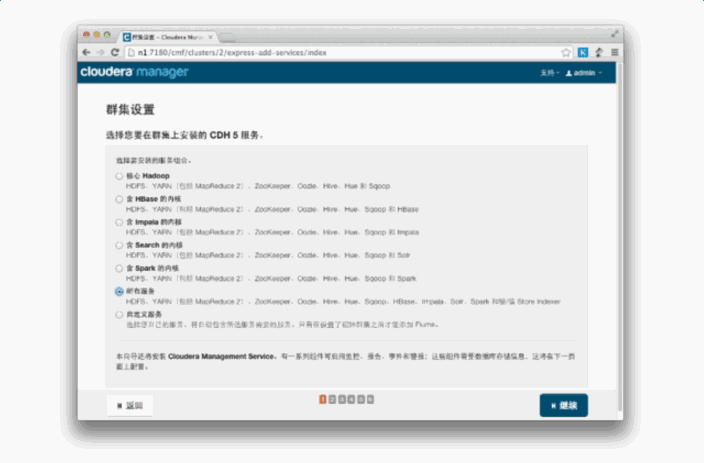 群集设置 - Cloudera Mana
n1:7180/cmf/clusters/2/express-add-services/index
cloudera manager
支持
admin
群集设置
选择您要在群集上安装的 CDH 5 服务。
选择要安装的服务组合。
核心 Hadoop
HDFS、YARN（包括 MapReduce 2）、ZooKeeper、Oozie、Hive、Hue 和 Sqoop
含 HBase 的内核
HDFS、YARN（包括 MapReduce 2）、ZooKeeper、Oozie、Hive、Hue、Sqoop 和 HBase
含 Impala 的内核
HDFS、YARN（包括 MapReduce 2）、ZooKeeper、Oozie、Hive、Hue、Sqoop 和 Impala
含 Search 的内核
HDFS、YARN（包括 MapReduce 2）、ZooKeeper、Oozie、Hive、Hue、Sqoop 和 Solr
含 Spark 的内核
HDFS、YARN（包括 MapReduce 2）、ZooKeeper、Oozie、Hive、Hue、Sqoop 和 Spark
所有服务
HDFS、YARN（包括 MapReduce 2）、ZooKeeper、Oozie、Hive、Hue、Sqoop、HBase、Impala、Solr、Spark 和键/值 Store Indexer
自定义服务
选择您自己的服务。将自动包含所选服务需要的服务。只有在设置了初始群集之后才能添加 Flume。
本向导还将安装 Cloudera Management Service。有一系列组件可启用监控、报告、事件和警报；这些组件需要数据库存储信息，这将在下一页
面上配置。
返回
1 2 3 4 5 6
继续